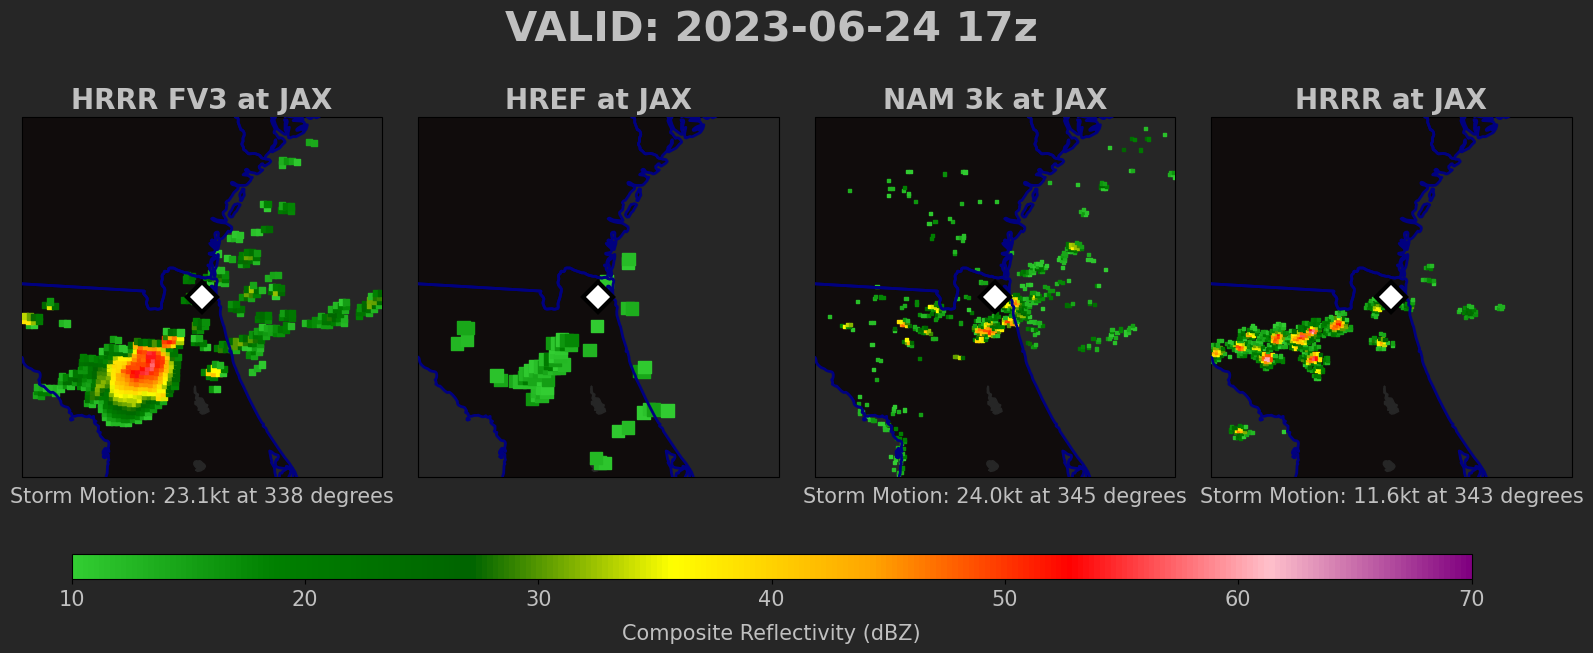 VALID: 2023-06-24 17z
HRRR FV3 at JAX
HREF at JAX
NAM 3k at JAX
HRRR at JAX
Storm Motion: 23.1kt at 338 degrees
Storm Motion: 24.0kt at 345 degrees
Storm Motion: 11.6kt at 343 degrees
10 20 30 40 50 60 70
Composite Reflectivity (dBZ)